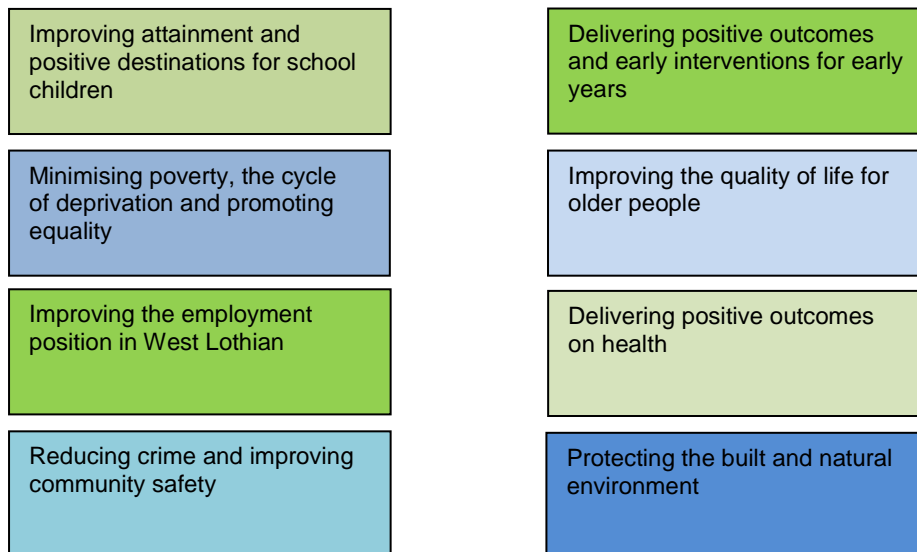 Improving attainment and
positive destinations for school
children
Delivering positive outcomes
and early interventions for early
years
Minimising poverty, the cycle
of deprivation and promoting
equality
Improving the quality of life for
older people
Improving the employment
position in West Lothian
Delivering positive outcomes
on health
Reducing crime and improving
community safety
Protecting the built and natural
environment